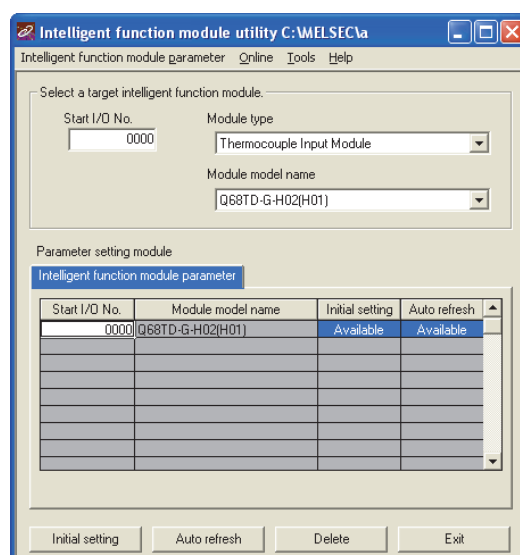 Intelligent function module utility C:\MELSEC\a
Intelligent function module parameter Online Tools Help
Select a target intelligent function module.
Start I/O No. Module type
0000 Thermocouple Input Module
Module model name
Q68TD-G-H02(H01)
Parameter setting module
Intelligent function module parameter
Start I/O No. Module model name Initial setting Auto refresh
0000 Q68TD-G-H02(H01) Available Available
Initial setting Auto refresh Delete Exit